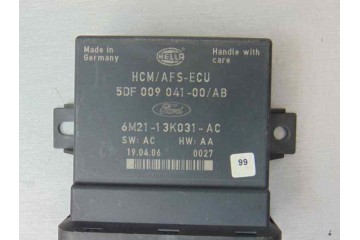 Made in Germany
HELLA
Handle with care
HCM/AFS-ECU
5DF 009 041-00/AB
Ford
6M21-13K031-AC
SW: AC HW: AA
19.04.06 0027
99